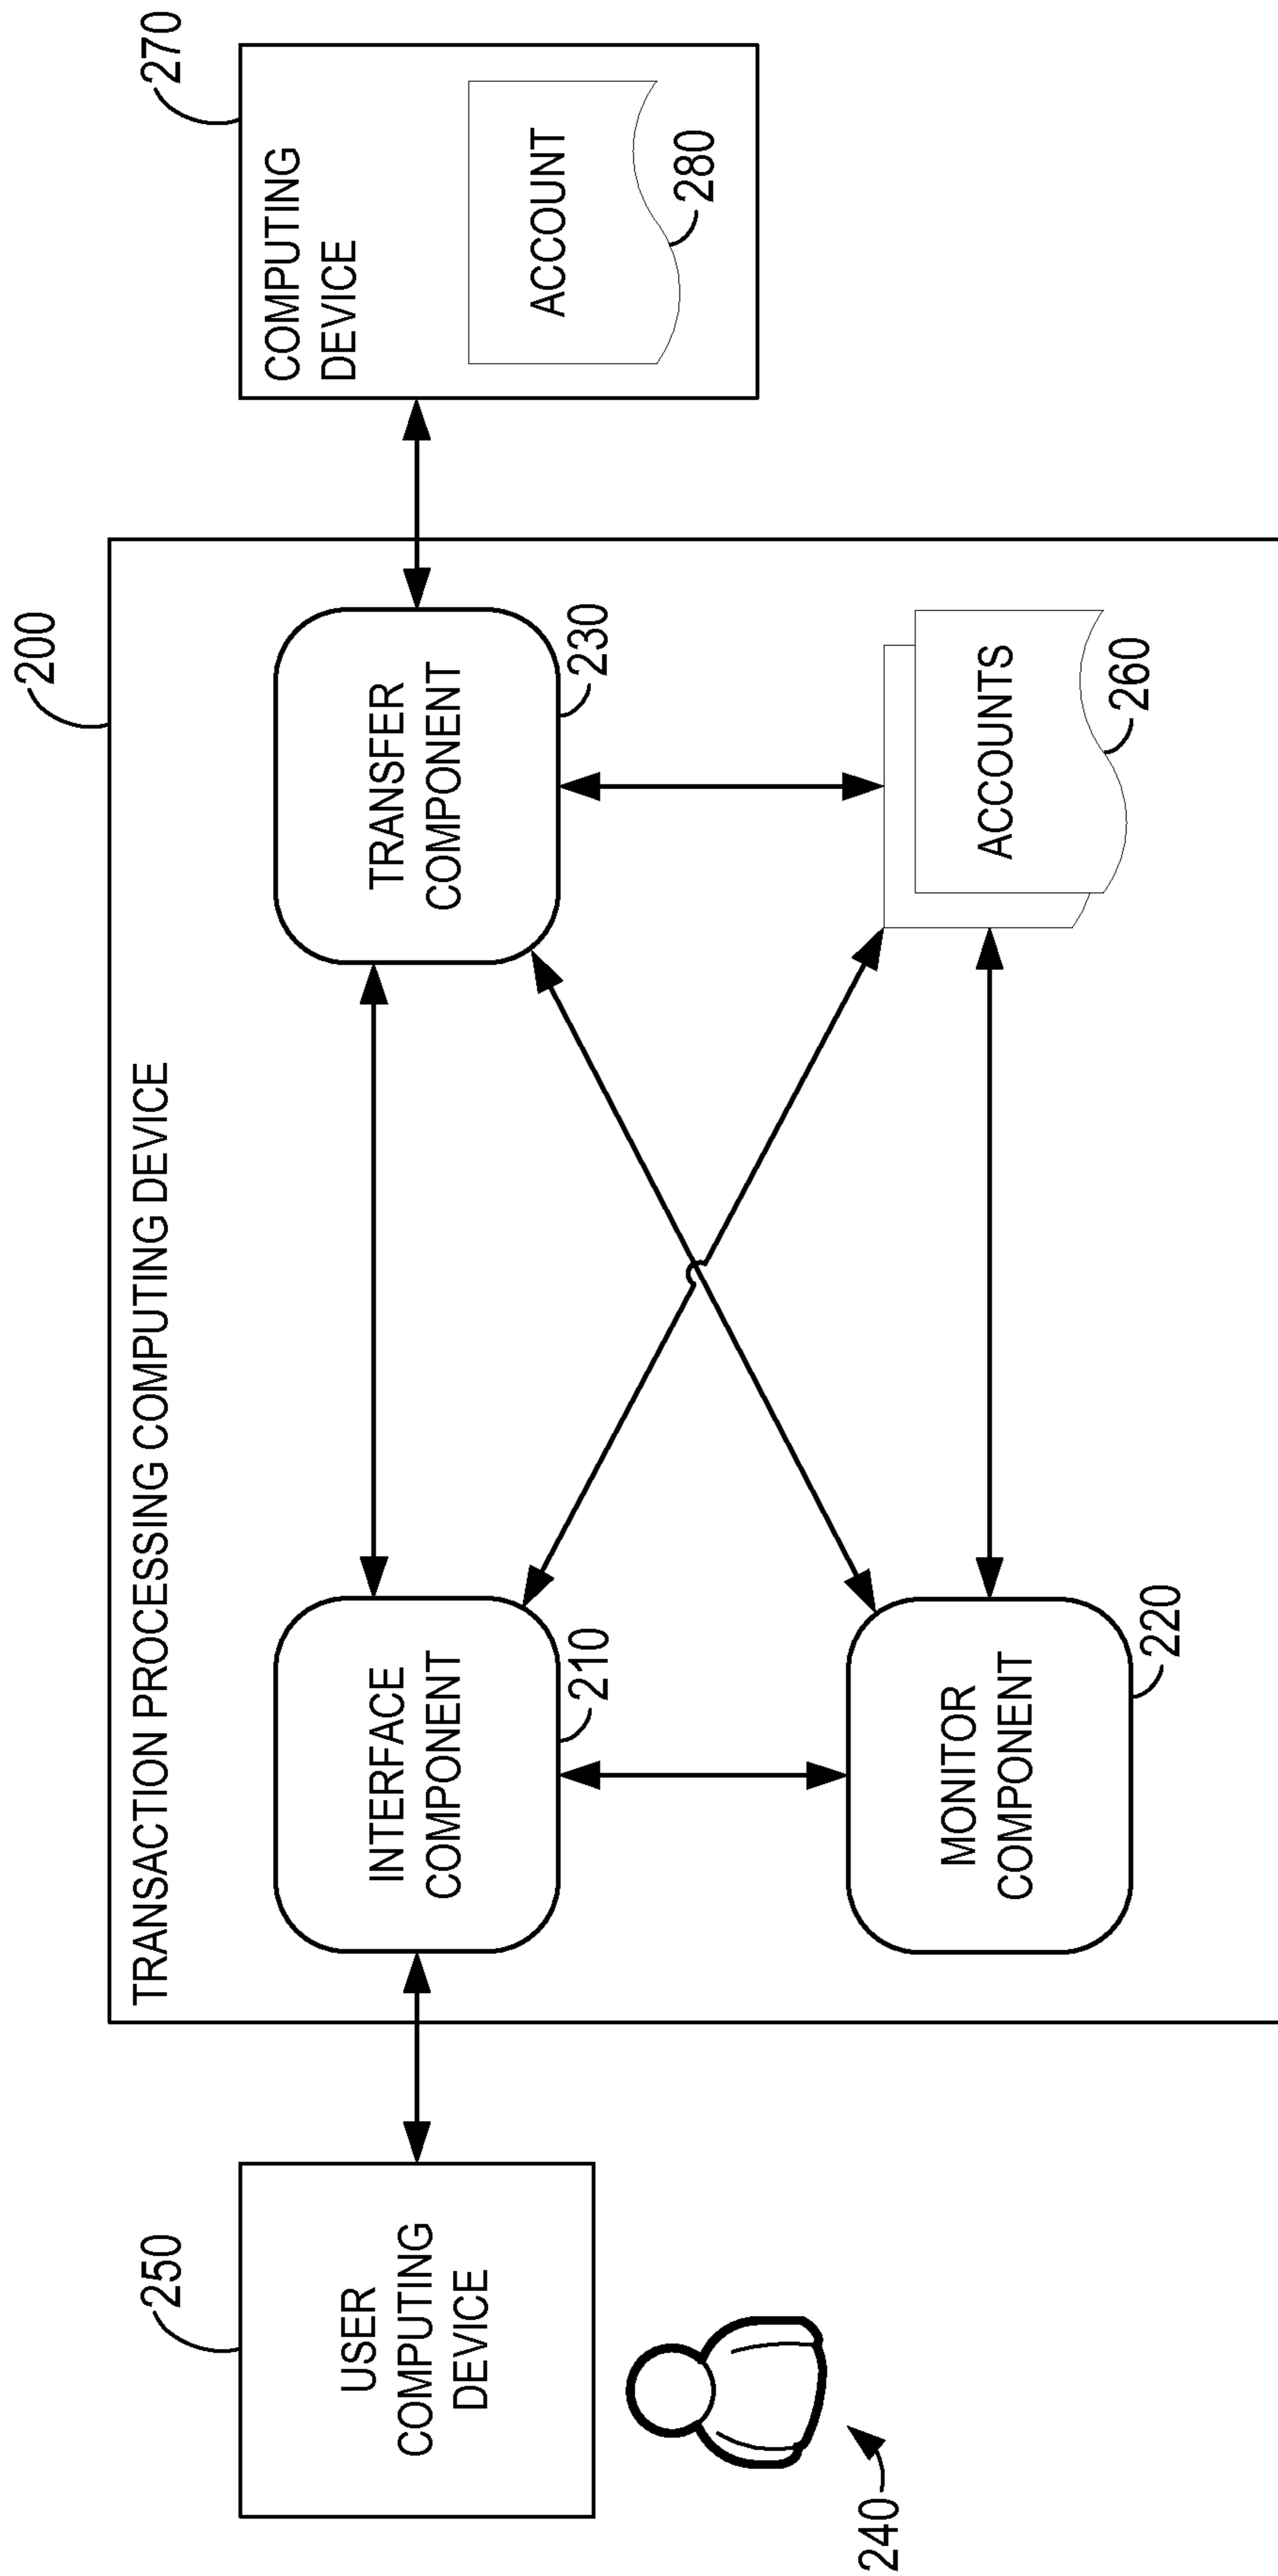 200
TRANSACTION PROCESSING COMPUTING DEVICE
250
USER
COMPUTING
DEVICE
240
INTERFACE
COMPONENT
210
TRANSFER
COMPONENT
230
MONITOR
COMPONENT
220
ACCOUNTS
260
270
COMPUTING
DEVICE
ACCOUNT
280